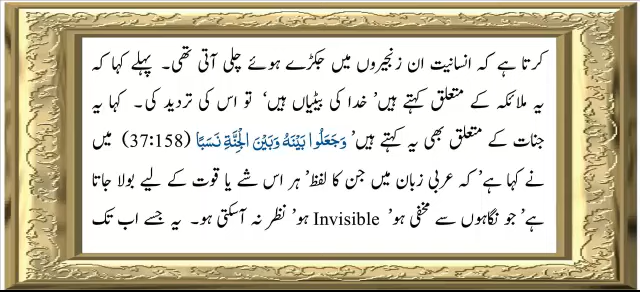 کرتا ہے کہ انسانیت ان زنجیروں میں جکڑے ہوئے چلی آتی تھی۔ پہلے کہا کہ
یہ ملائکہ کے متعلق کہتے ہیں’ خدا کی بیٹیاں ہیں‘ تو اس کی تردید کی۔ کہا یہ
جنات کے متعلق بھی یہ کہتے ہیں’ وَجَعَلُوا بَيْنَهُ وَبَيْنَ الْجِنَّةِ نَسَبًا (37:158) میں
نے کہا ہے’ کہ عربی زبان میں جن کا لفظ’ ہر اس شے یا قوت کے لیے بولا جاتا
ہے’ جو نگاہوں سے مخفی ہو’ Invisible ہو’ نظر نہ آسکتی ہو۔ یہ جسے اب تک